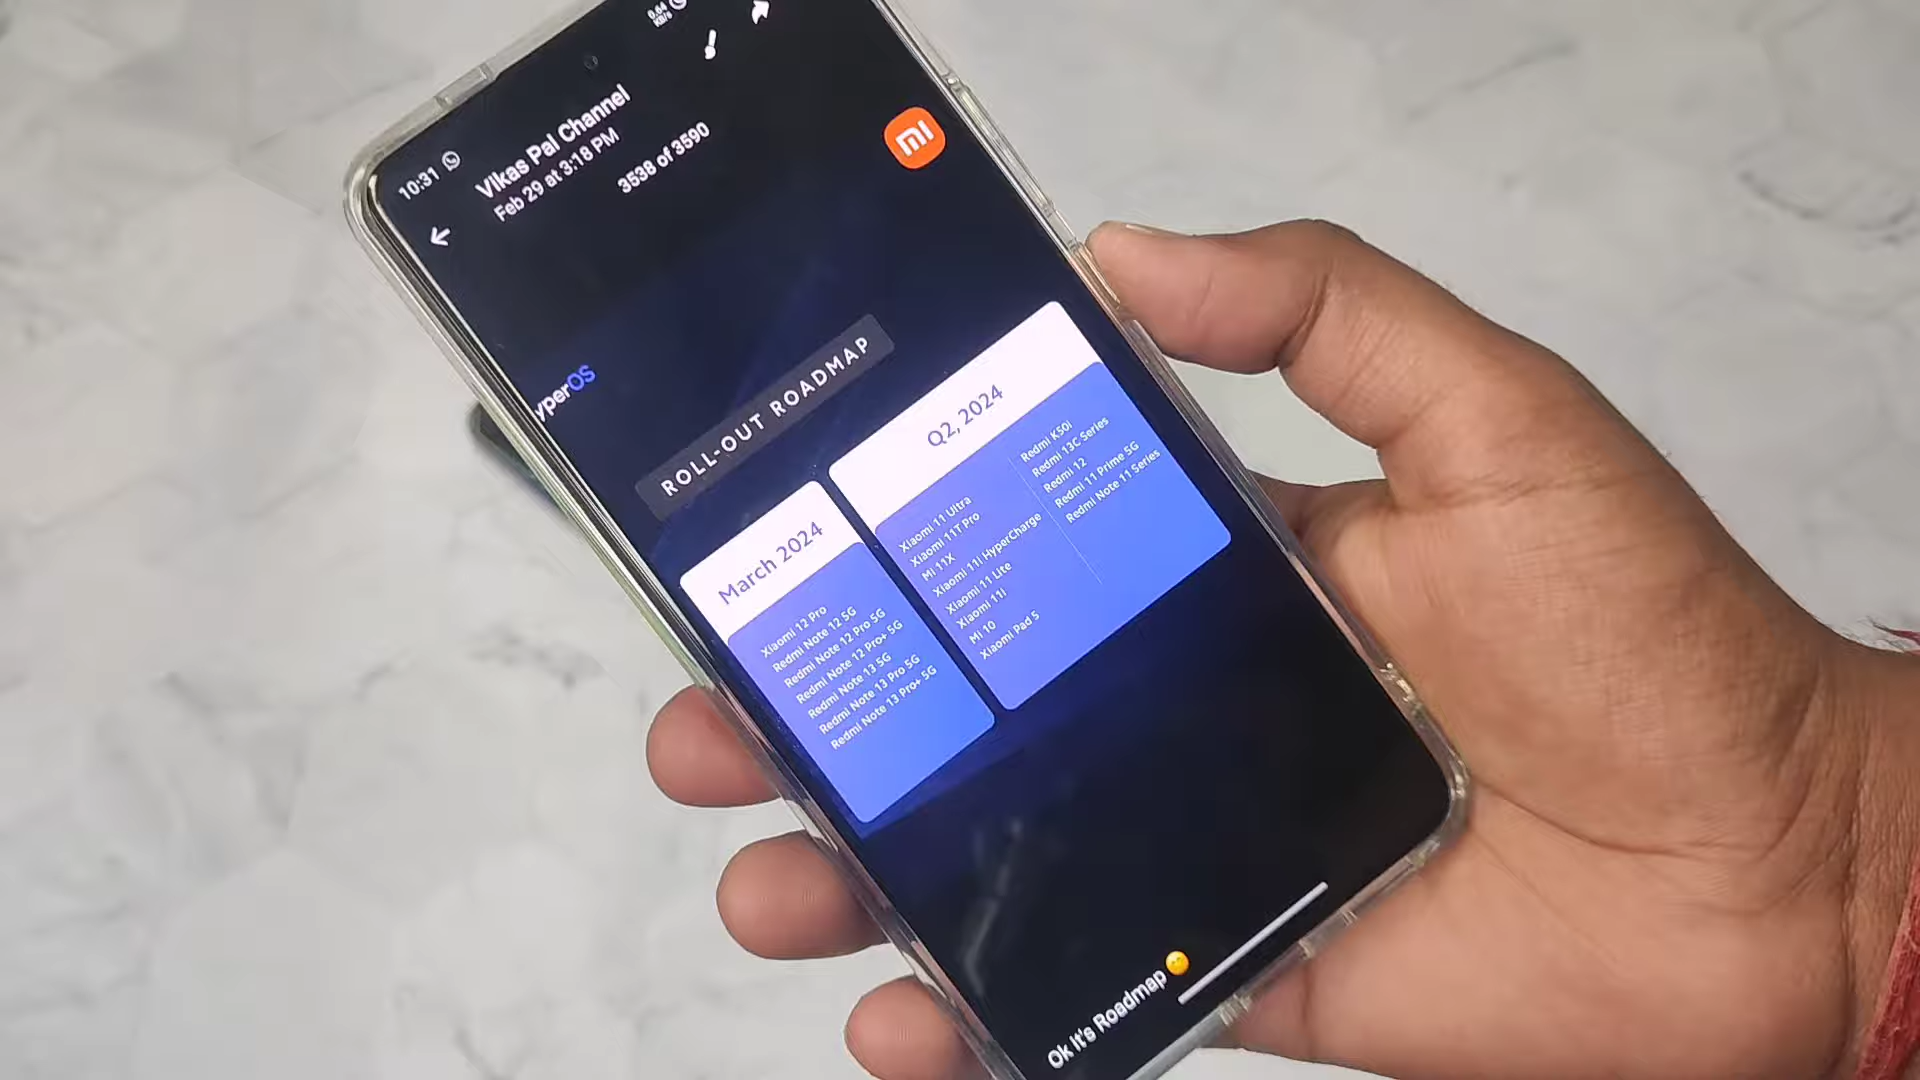 10:31
0.64
KB/s
Vikas Pal Channel
Feb 29 at 3:18 PM
3538 of 3590
mi
yperOS
ROLL-OUT ROADMAP
March 2024
Xiaomi 12 Pro
Redmi Note 12 5G
Redmi Note 12 Pro 5G
Redmi Note 12 Pro+ 5G
Redmi Note 13 5G
Redmi Note 13 Pro 5G
Redmi Note 13 Pro+ 5G
Q2, 2024
Xiaomi 11 Ultra
Xiaomi 11T Pro
Mi 11X
Xiaomi 11i HyperCharge
Xiaomi 11 Lite
Xiaomi 11i
Mi 10
Xiaomi Pad 5
Redmi K50i
Redmi 13C Series
Redmi 12
Redmi 11 Prime 5G
Redmi Note 11 Series
Ok It's Roadmap